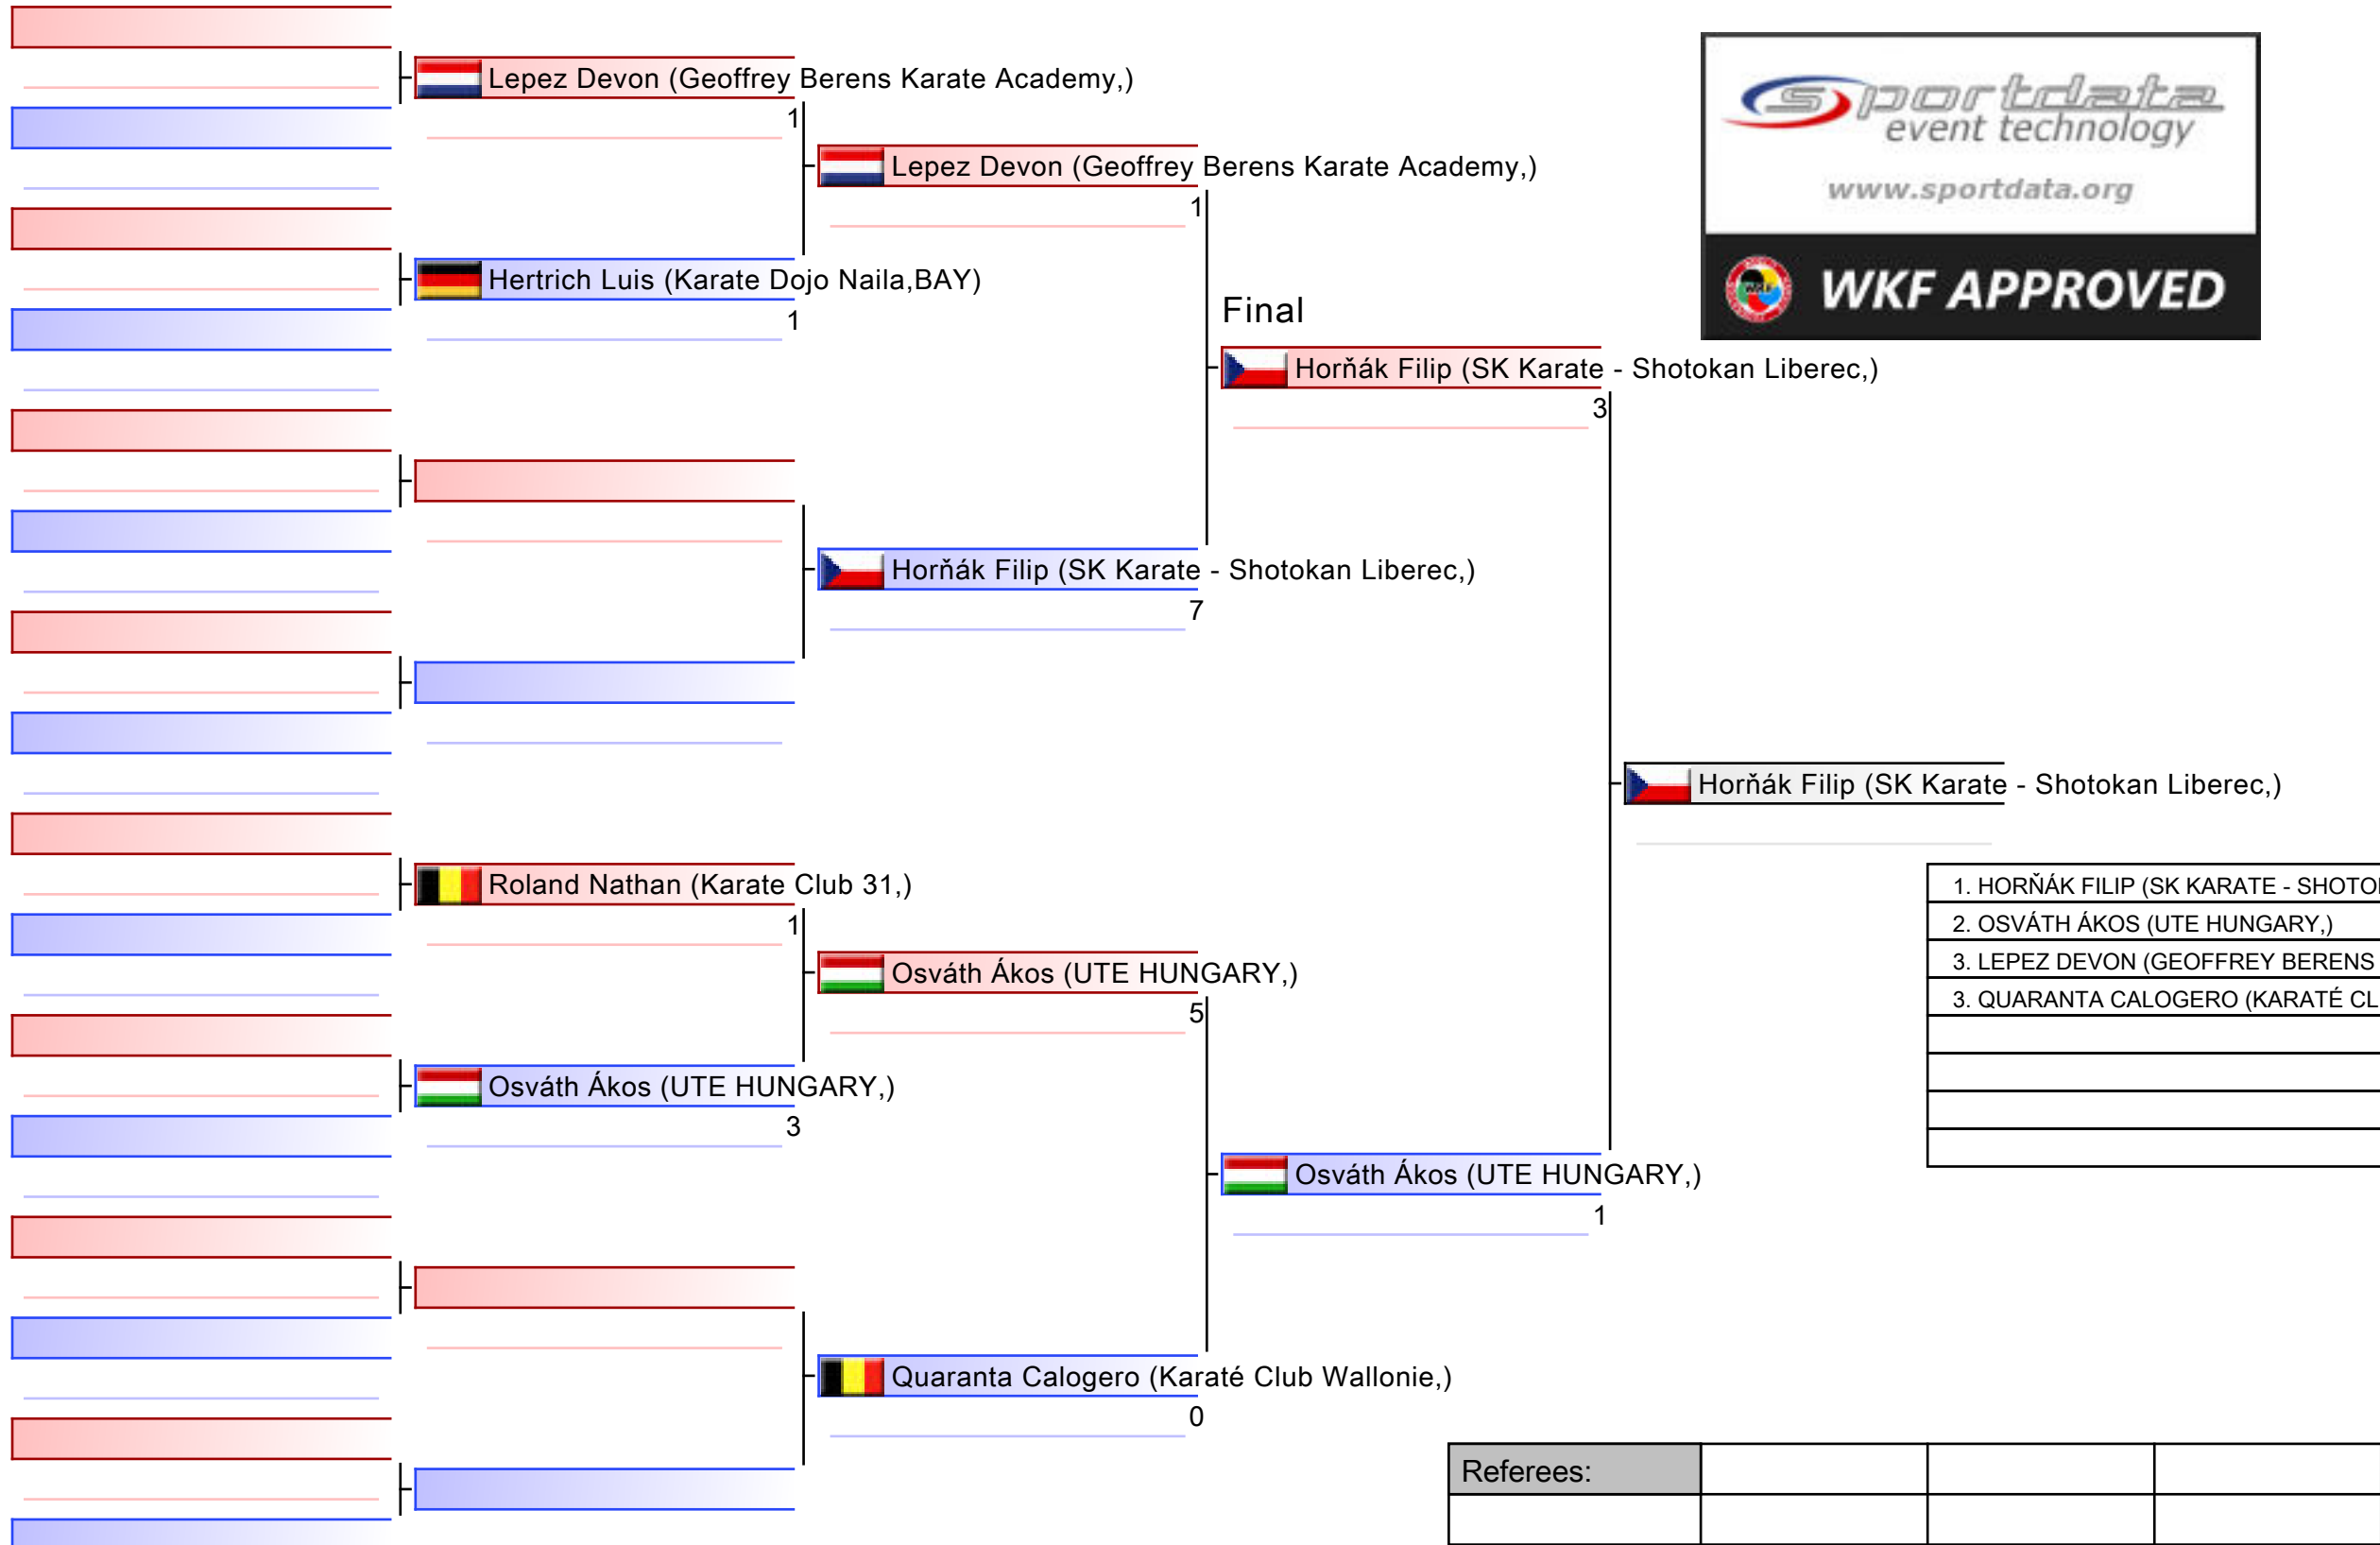 Lepez Devon (Geoffrey Berens Karate Academy,)
1
Hertrich Luis (Karate Dojo Naila,BAY)
1
Roland Nathan (Karate Club 31,)
1
Osváth Ákos (UTE HUNGARY,)
3
Lepez Devon (Geoffrey Berens Karate Academy,)
1
Horňák Filip (SK Karate - Shotokan Liberec,)
7
Osváth Ákos (UTE HUNGARY,)
5
Quaranta Calogero (Karaté Club Wallonie,)
0
Final
Horňák Filip (SK Karate - Shotokan Liberec,)
3
Osváth Ákos (UTE HUNGARY,)
1
Horňák Filip (SK Karate - Shotokan Liberec,)
sportdata
event technology
www.sportdata.org
WKF
WKF APPROVED
1. HORŇÁK FILIP (SK KARATE -
2. OSVÁTH ÁKOS (UTE HUNGARY,)
3. LEPEZ DEVON (GEOFFREY BERENS
3. QUARANTA CALOGERO (KARATÉ CL
Referees: